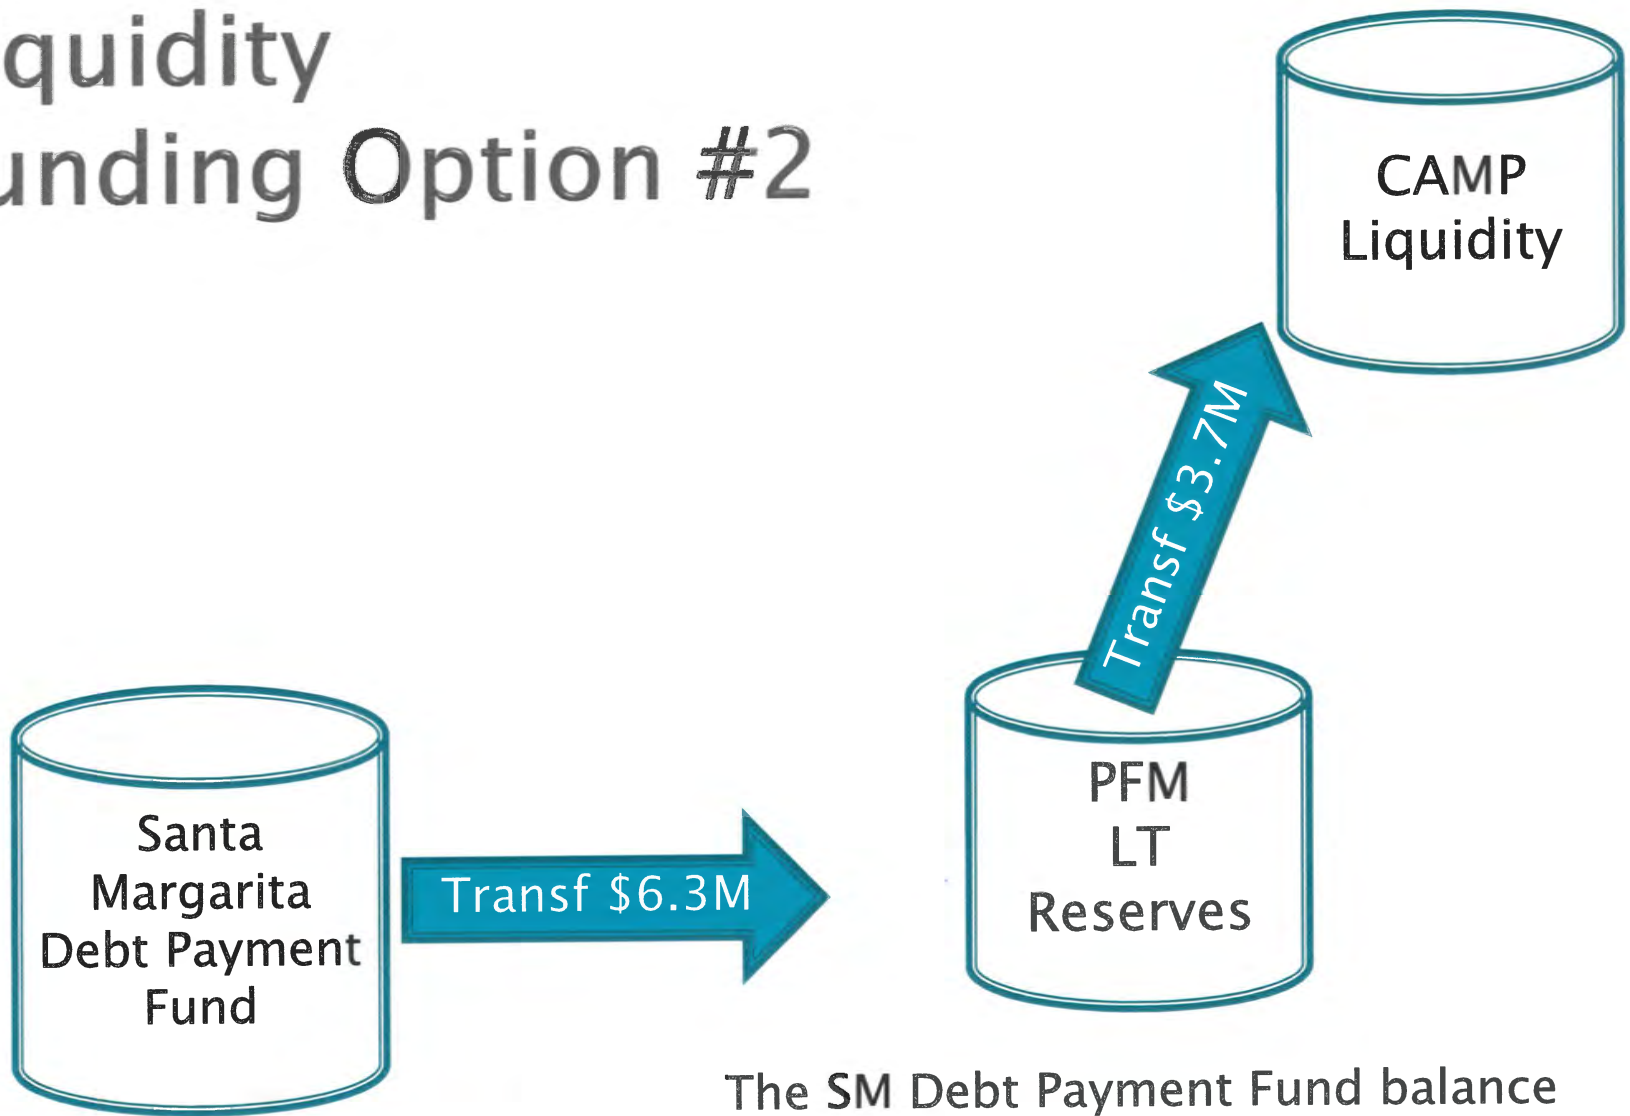 quidity
unding Option #2
CAMP
Liquidity
Transf $3.7M
PFM
LT
Reserves
Santa
Margarita
Debt Payment
Fund
Transf $6.3M
The SM Debt Payment Fund balance